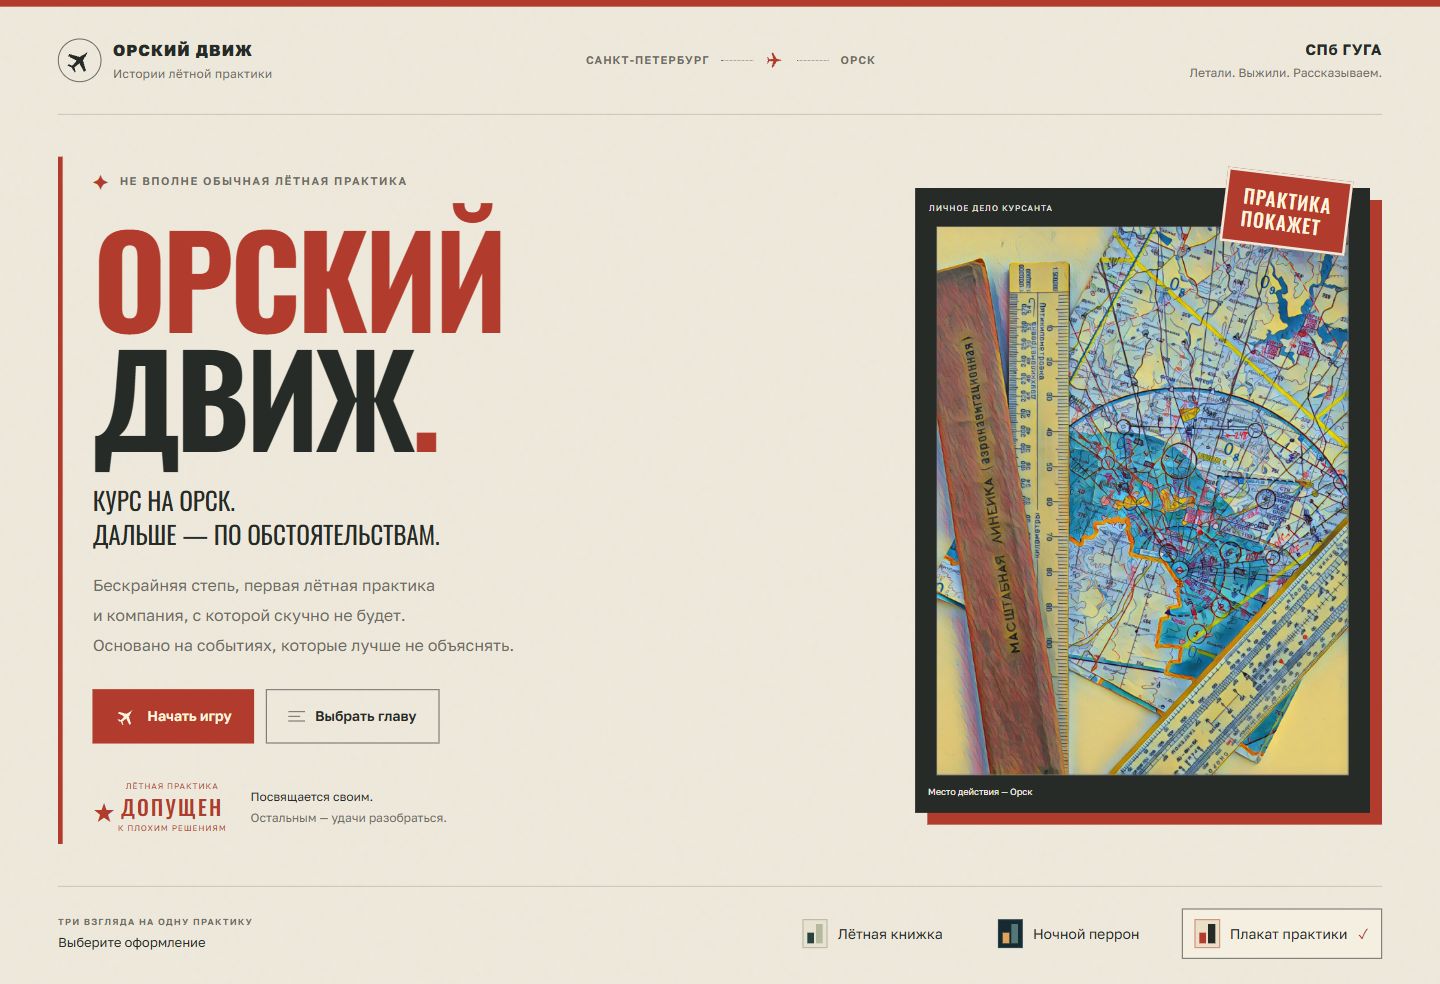 ОРСКИЙ ДВИЖ
Истории лётной практики
САНКТ-ПЕТЕРБУРГ
ОРСК
СПб ГУГА
Летали. Выжили. Рассказываем.
НЕ ВПОЛНЕ ОБЫЧНАЯ ЛЁТНАЯ ПРАКТИКА
ОРСКИЙ
ДВИЖ.
КУРС НА ОРСК.
ДАЛЬШЕ — ПО ОБСТОЯТЕЛЬСТВАМ.
Бескрайняя степь, первая лётная практика
и компания, с которой скучно не будет.
Основано на событиях, которые лучше не объяснять.
Начать игру
Выбрать главу
ЛЁТНАЯ ПРАКТИКА
ДОПУЩЕН
К ПЛОХИМ РЕШЕНИЯМ
Посвящается своим.
Остальным — удачи разобраться.
ЛИЧНОЕ ДЕЛО КУРСАНТА
ПРАКТИКА
ПОКАЖЕТ
МАСШТАБНАЯ ЛИНЕЙКА (аэронавигационная)
Место действия — Орск
ТРИ ВЗГЛЯДА НА ОДНУ ПРАКТИКУ
Выберите оформление
Лётная книжка
Ночной перрон
Плакат практики ✓